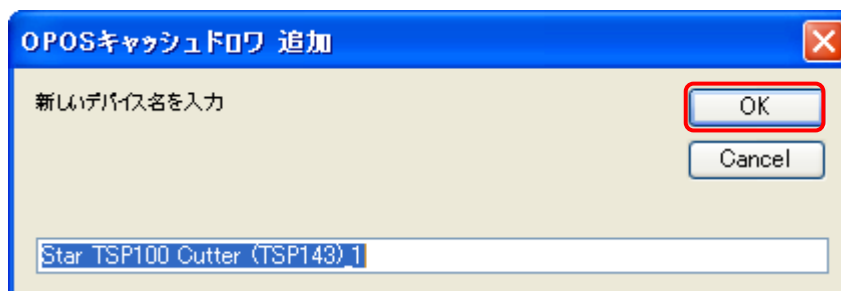 OPOSキャッシュドロワ 追加
新しいデバイス名を入力
OK
Cancel
Star TSP100 Cutter (TSP143)_1